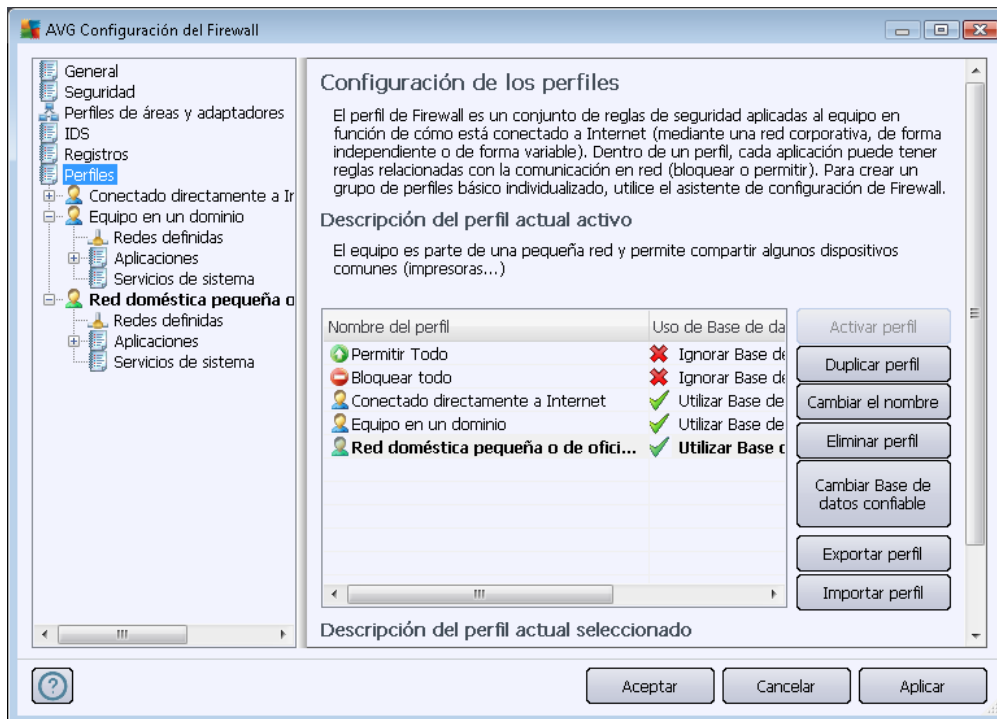 AVG Configuración del Firewall
General
Seguridad
Perfiles de áreas y adaptadores
IDS
Registros
Perfiles
Conectado directamente a Ir
Equipo en un dominio
Redes definidas
Aplicaciones
Servicios de sistema
Red doméstica pequeña o
Redes definidas
Aplicaciones
Servicios de sistema
Configuración de los perfiles
El perfil de Firewall es un conjunto de reglas de seguridad aplicadas al equipo en
función de cómo está conectado a Internet (mediante una red corporativa, de forma
independiente o de forma variable). Dentro de un perfil, cada aplicación puede tener
reglas relacionadas con la comunicación en red (bloquear o permitir). Para crear un
grupo de perfiles básico individualizado, utilice el asistente de configuración de Firewall.
Descripción del perfil actual activo
El equipo es parte de una pequeña red y permite compartir algunos dispositivos
comunes (impresoras...)
Nombre del perfil Uso de Base de da
Permitir Todo Ignorar Base de
Bloquear todo Ignorar Base de
Conectado directamente a Internet Utilizar Base de
Equipo en un dominio Utilizar Base de
Red doméstica pequeña o de ofici... Utilizar Base d
Activar perfil
Duplicar perfil
Cambiar el nombre
Eliminar perfil
Cambiar Base de
datos confiable
Exportar perfil
Importar perfil
Descripción del perfil actual seleccionado
?
Aceptar
Cancelar
Aplicar